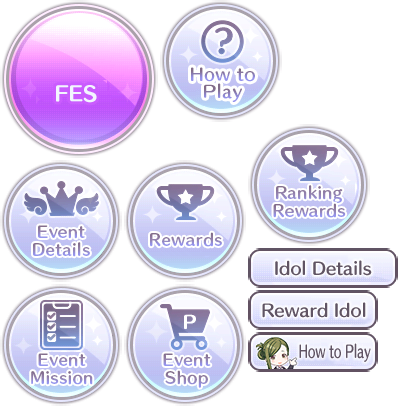 FES
How to
Play
Event
Details
Rewards
Ranking
Rewards
Idol Details
Reward Idol
How to Play
Event
Mission
P
Event
Shop